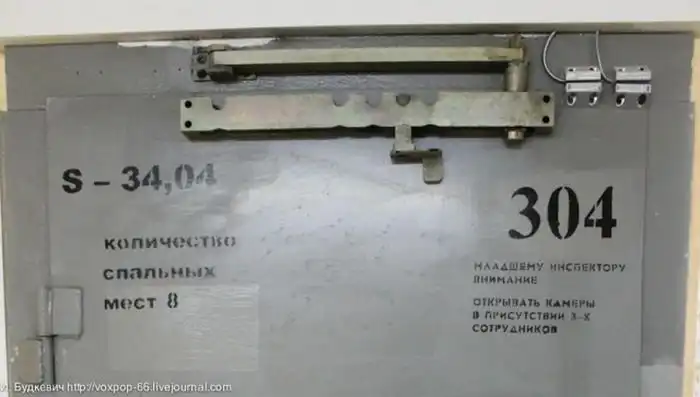 S – 34,04
количество
спальных
мест 8
304
МЛАДШЕМУ ИНСПЕКТОРУ
ВНИМАНИЕ
ОТКРЫВАТЬ КАМЕРЫ
В ПРИСУТСТВИИ 3-Х
СОТРУДНИКОВ
Л. Будкевич http://voxpop-66.livejournal.com